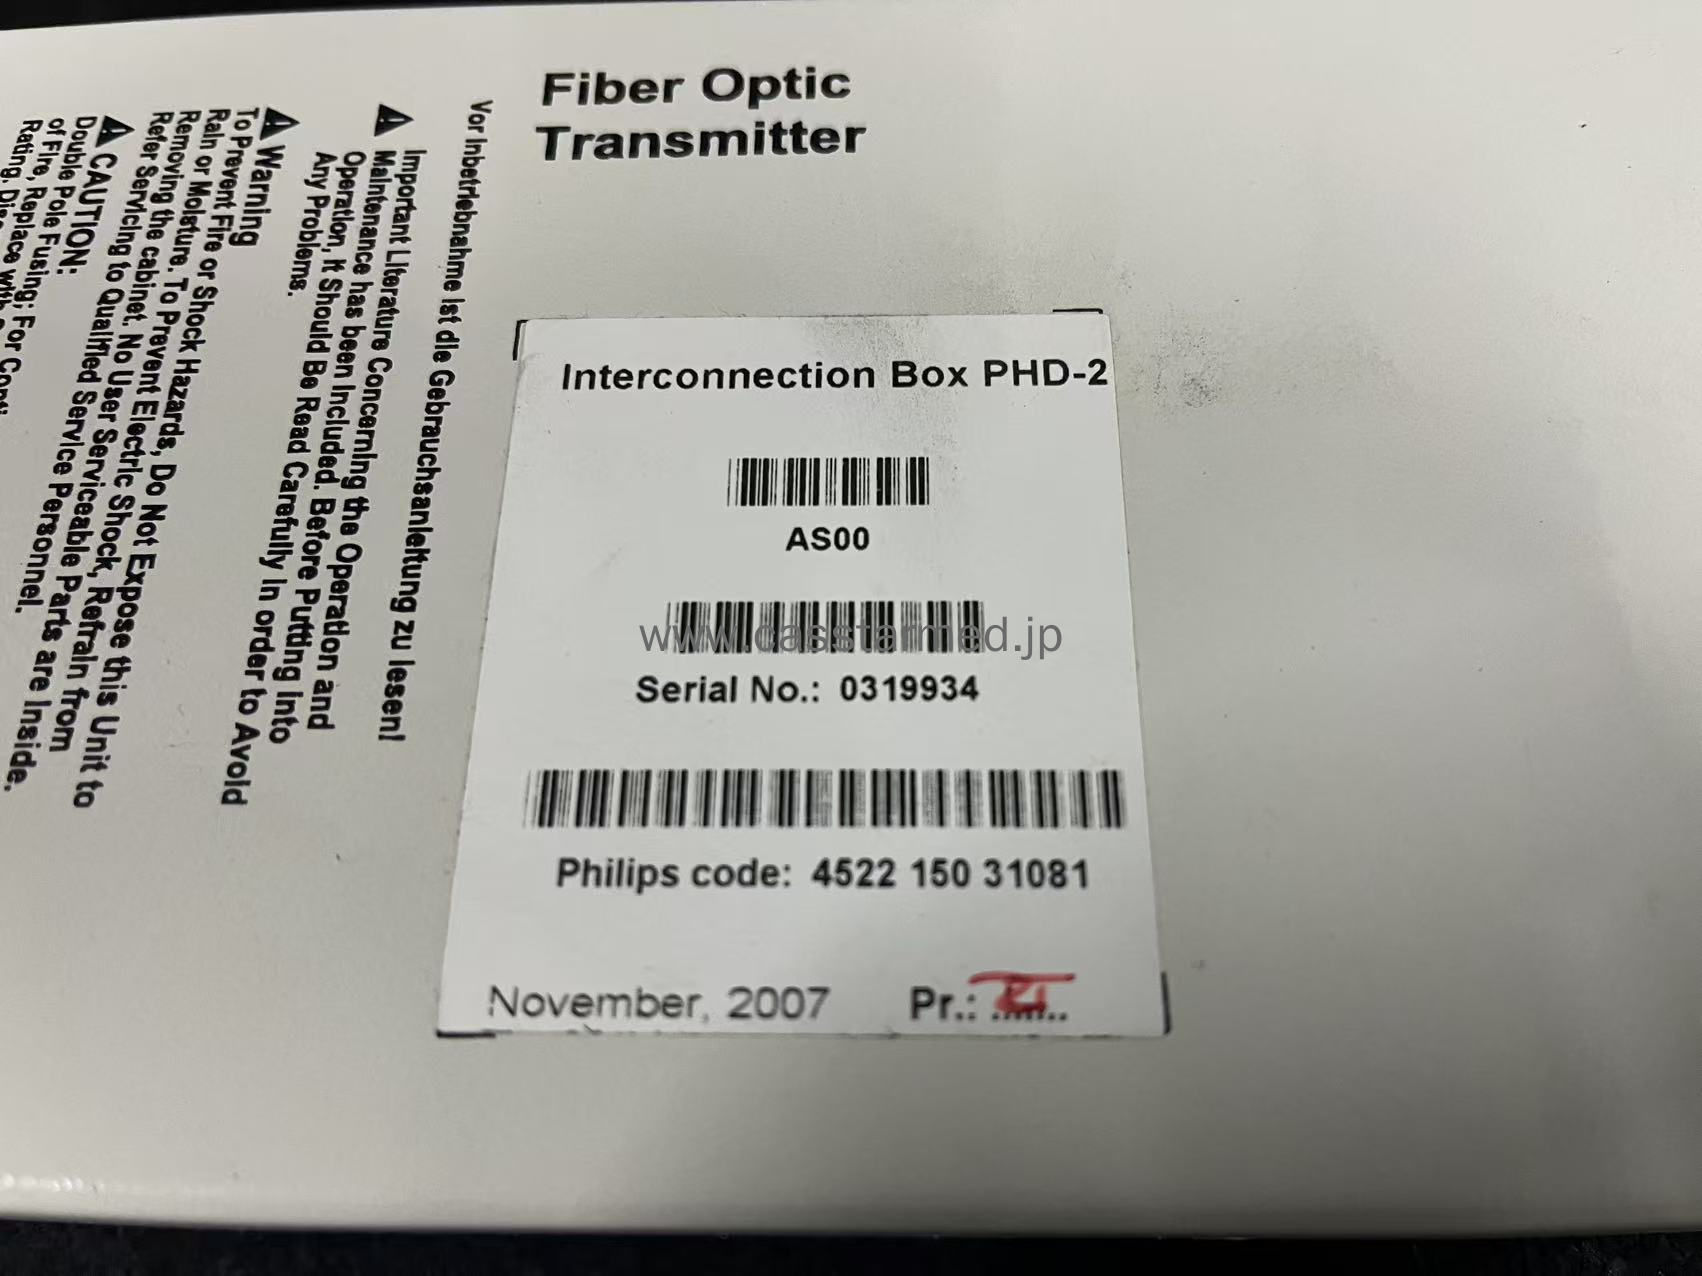 Fiber Optic
Transmitter
Vor Inbetriebnahme ist die Gebrauchsanleitung zu lesen!
Important Literature Concerning the Operation and
Maintenance has been Included. Before Putting Into
Operation, it Should Be Read Carefully In order to Avoid
Any Problems.
Warning
To Prevent Fire or Shock Hazards, Do Not Expose this Unit to
Rain or Moisture. To Prevent Electric Shock, Refrain from
Removing the cabinet. No User Serviceable Parts are Inside.
Refer Servicing to Qualified Service Personnel.
CAUTION:
Double Pole Fusing; For
of Fire, Replace with
Rating.
Interconnection Box PHD-2
AS00
www.casstarmed.jp
Serial No.: 0319934
Philips code: 4522 150 31081
November, 2007 Pr.: